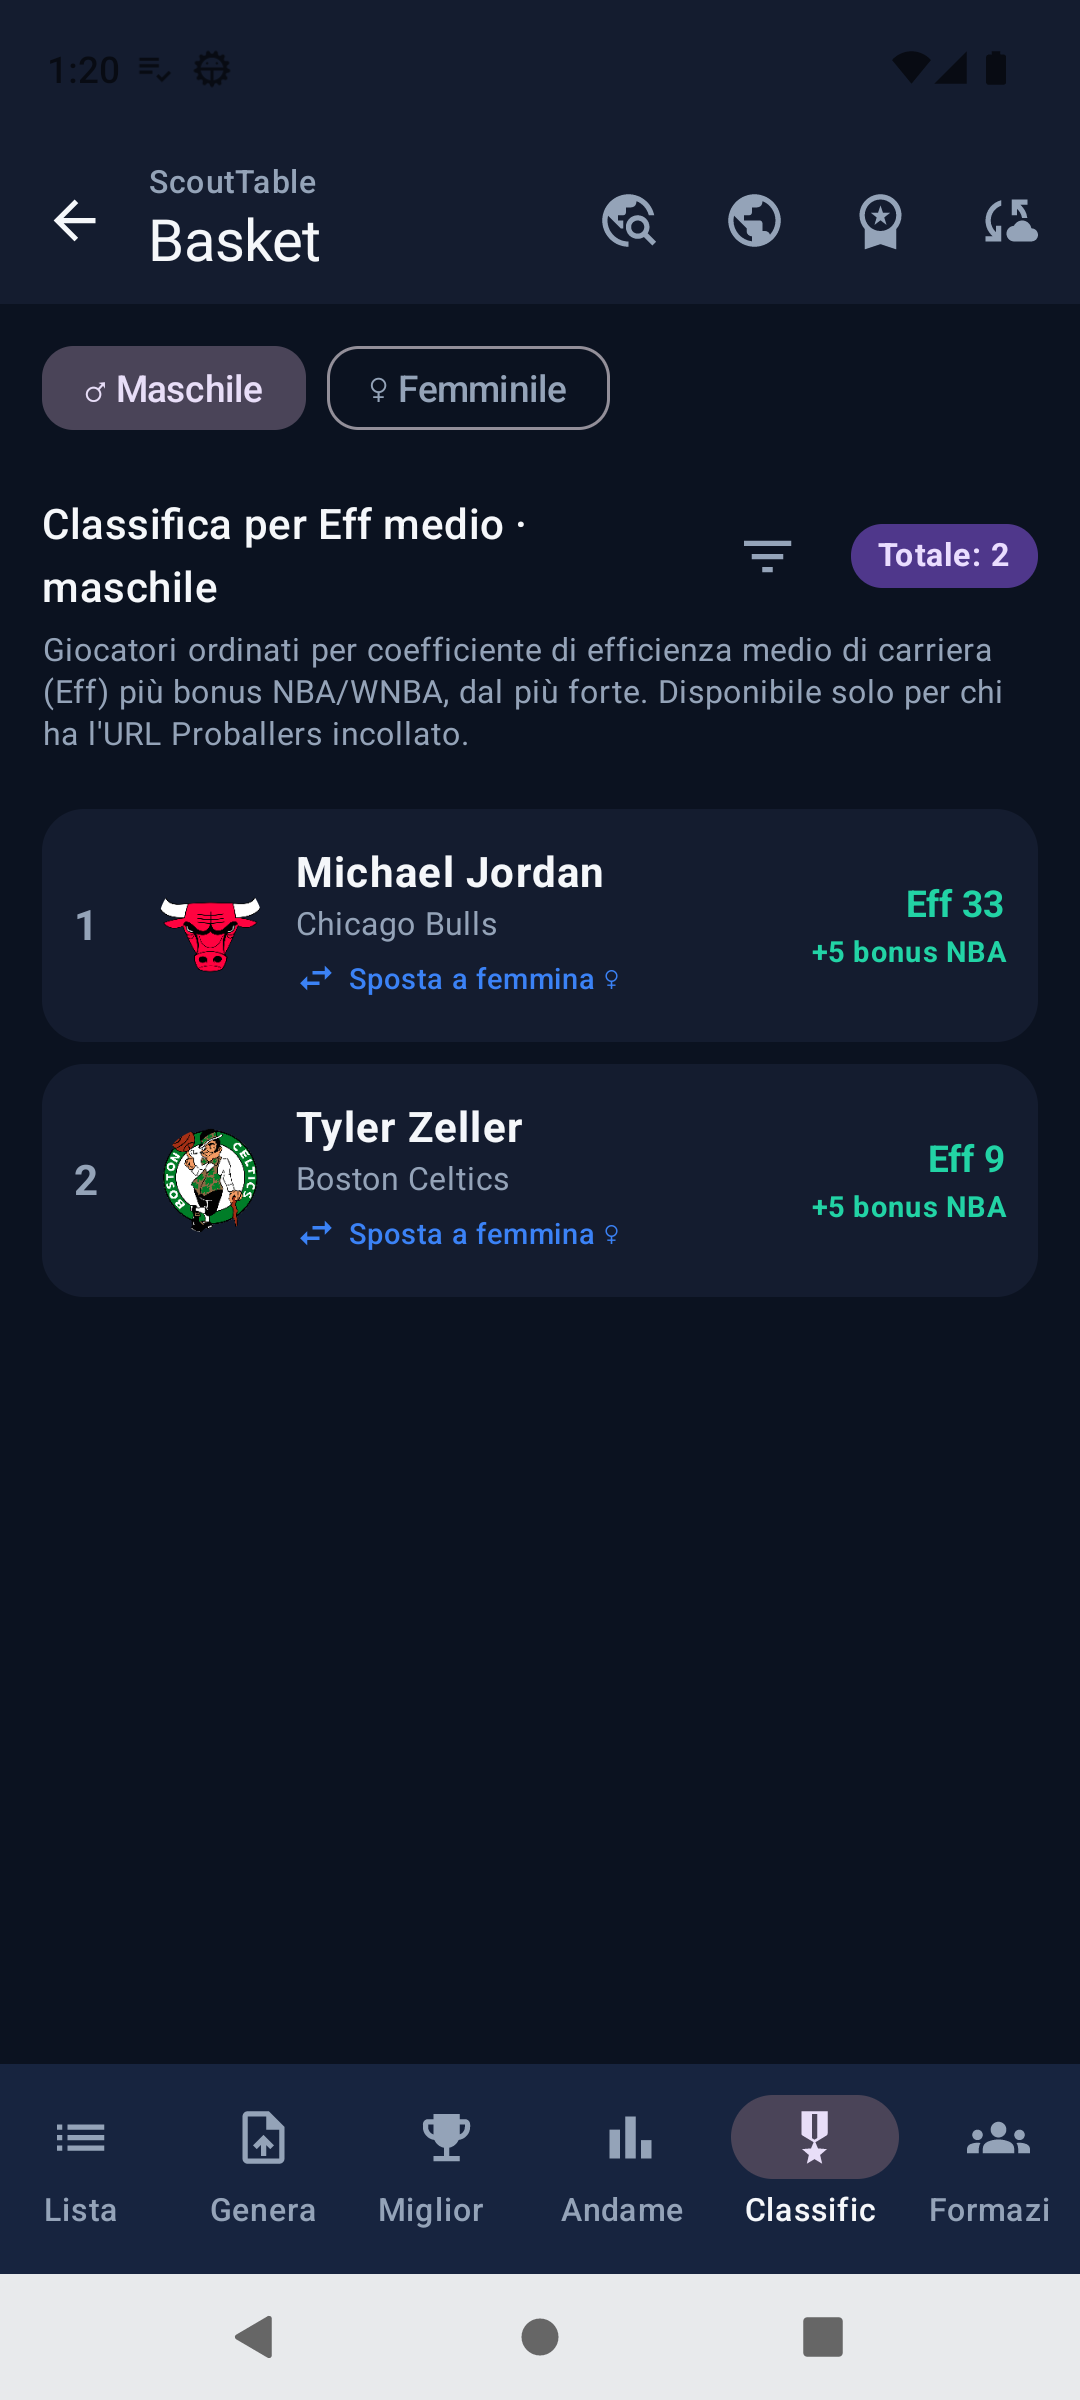 1:20
ScoutTable
Basket
♂ Maschile
♀ Femminile
Classifica per Eff medio ·
maschile
Totale: 2
Giocatori ordinati per coefficiente di efficienza medio di carriera
(Eff) più bonus NBA/WNBA, dal più forte. Disponibile solo per chi
ha l'URL Proballers incollato.
1
Michael Jordan
Chicago Bulls
Sposta a femmina ♀
Eff 33
+5 bonus NBA
2
BOSTON CELTICS
Tyler Zeller
Boston Celtics
Sposta a femmina ♀
Eff 9
+5 bonus NBA
Lista
Genera
Miglior
Andame
Classific
Formazi